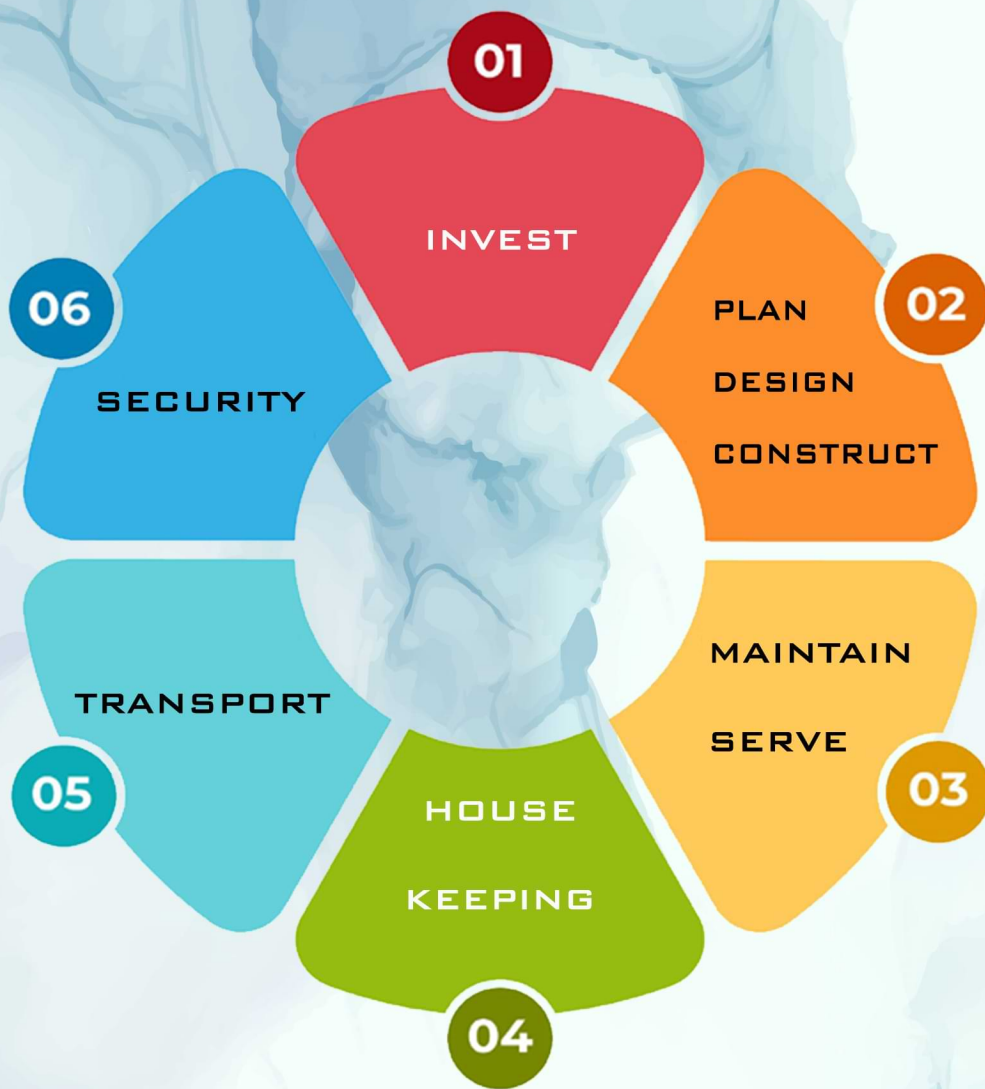 01
INVEST
02
PLAN
DESIGN
CONSTRUCT
03
MAINTAIN
SERVE
04
HOUSE
KEEPING
05
TRANSPORT
06
SECURITY